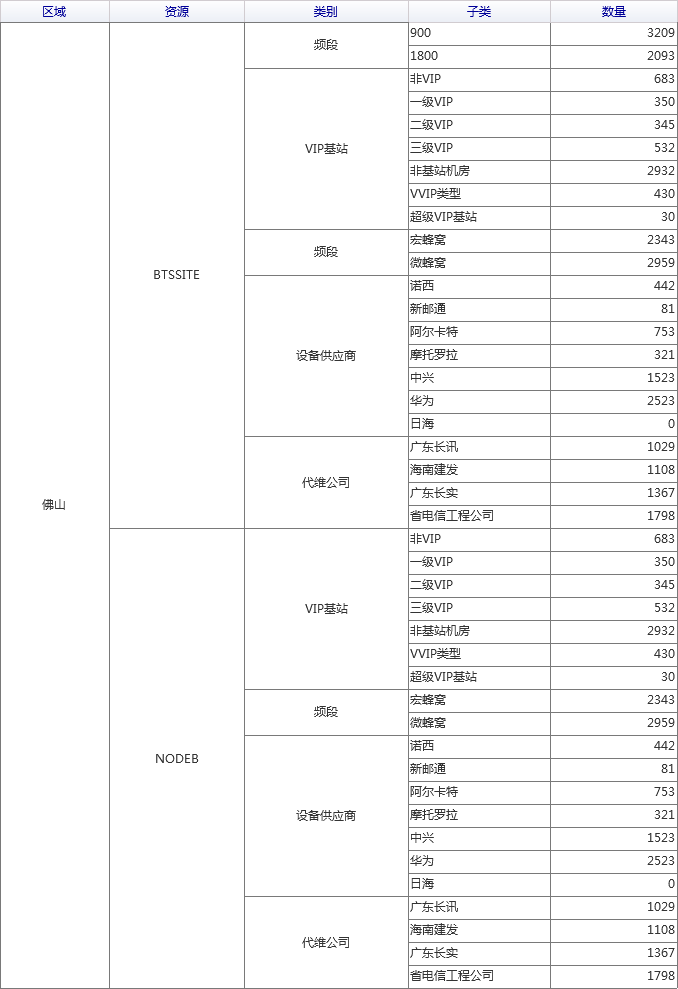 区域 资源 类别 子类 数量
佛山 BTSSITE 频段 900 3209
1800 2093
VIP基站 非VIP 683
一级VIP 350
二级VIP 345
三级VIP 532
非基站机房 2932
VVIP类型 430
超级VIP基站 30
频段 宏蜂窝 2343
微蜂窝 2959
设备供应商 诺西 442
新邮通 81
阿尔卡特 753
摩托罗拉 321
中兴 1523
华为 2523
日海 0
代维公司 广东长讯 1029
海南建发 1108
广东长实 1367
省电信工程公司 1798
NODEB VIP基站 非VIP 683
一级VIP 350
二级VIP 345
三级VIP 532
非基站机房 2932
VVIP类型 430
超级VIP基站 30
频段 宏蜂窝 2343
微蜂窝 2959
设备供应商 诺西 442
新邮通 81
阿尔卡特 753
摩托罗拉 321
中兴 1523
华为 2523
日海 0
代维公司 广东长讯 1029
海南建发 1108
广东长实 1367
省电信工程公司 1798